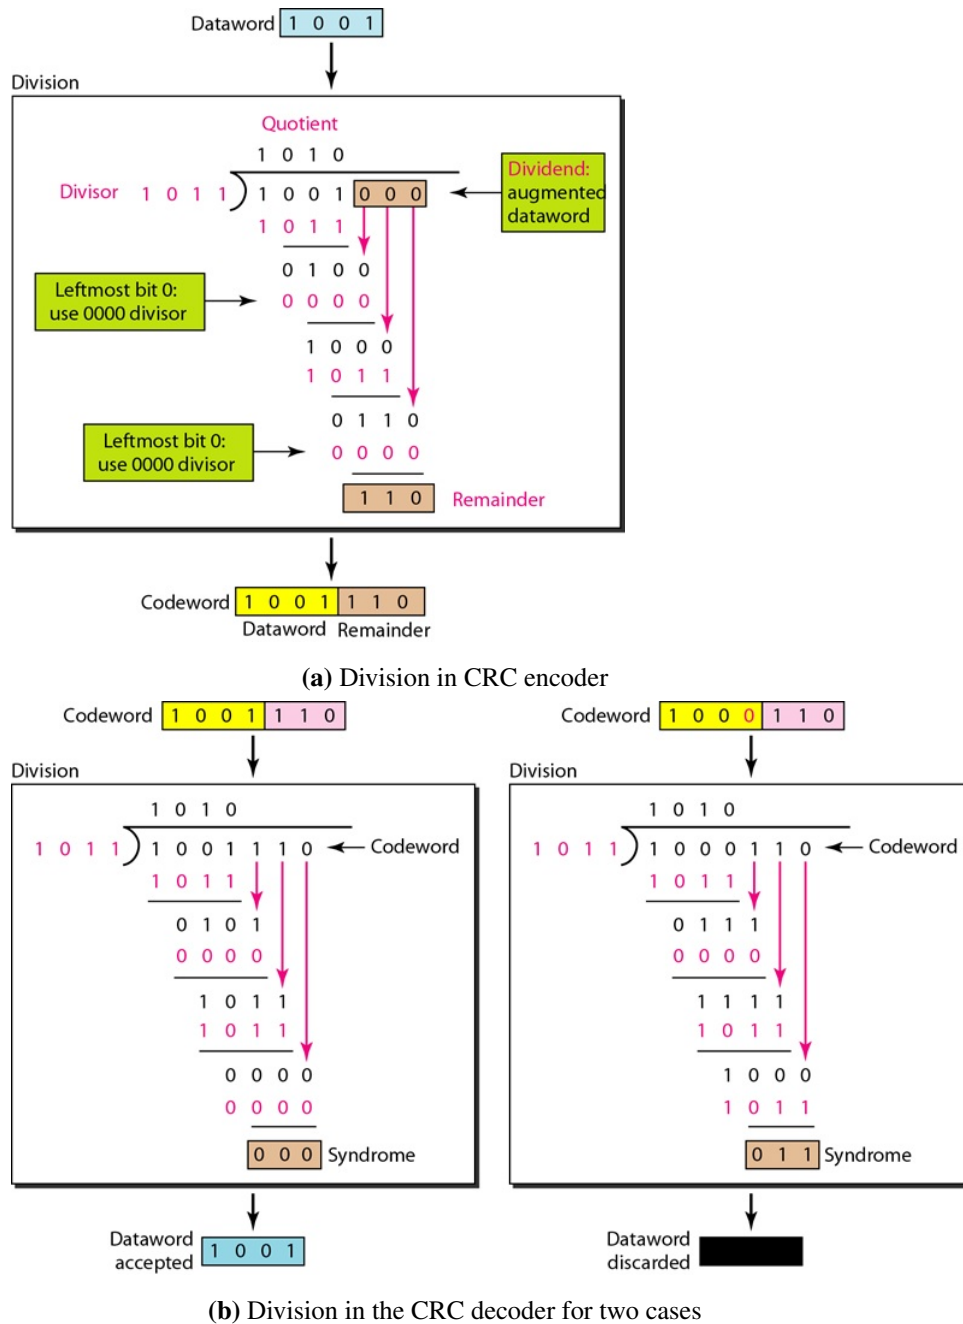 Dataword 1 0 0 1
Division
Quotient
1 0 1 0
Divisor 1 0 1 1 1 0 0 1 0 0 0
Dividend:
augmented
dataword
1 0 1 1
0 1 0 0
Leftmost bit 0:
use 0000 divisor
0 0 0 0
1 0 0 0
1 0 1 1
0 1 1 0
Leftmost bit 0:
use 0000 divisor
0 0 0 0
1 1 0 Remainder
Codeword 1 0 0 1 1 1 0
Dataword Remainder
(a) Division in CRC encoder
Codeword 1 0 0 1 1 1 0
Division
1 0 1 0
1 0 1 1 1 0 0 1 1 1 0 Codeword
1 0 1 1
0 1 0 1
0 0 0 0
1 0 1 1
1 0 1 1
0 0 0 0
0 0 0 0
0 0 0 Syndrome
Dataword
accepted
1 0 0 1
Codeword 1 0 0 0 1 1 0
Division
1 0 1 0
1 0 1 1 1 0 0 0 1 1 0 Codeword
1 0 1 1
0 1 1 1
0 0 0 0
1 1 1 1
1 0 1 1
1 0 0 0
1 0 1 1
0 1 1 Syndrome
Dataword
discarded
(b) Division in the CRC decoder for two cases